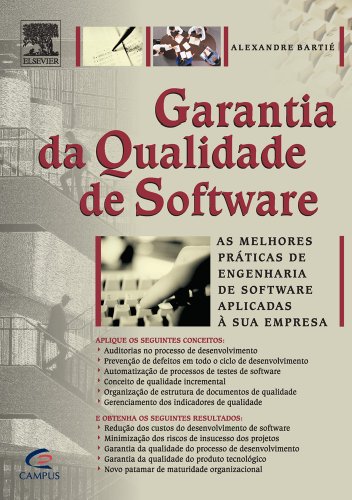 ELSEVIER
ALEXANDRE BARTIÉ
Garantia
da Qualidade
de Software
AS MELHORES
PRÁTICAS DE
ENGENHARIA
DE SOFTWARE
APLICADAS
À SUA EMPRESA
APLIQUE OS SEGUINTES CONCEITOS:
Auditorias no processo de desenvolvimento
Prevenção de defeitos em todo o ciclo de desenvolvimento
Automatização de processos de testes de software
Conceito de qualidade incremental
Organização de estrutura de documentos de qualidade
Gerenciamento dos indicadores de qualidade
E OBTENHA OS SEGUINTES RESULTADOS:
Redução dos custos do desenvolvimento de software
Minimização dos riscos de insucesso dos projetos
Garantia da qualidade do processo de desenvolvimento
Garantia da qualidade do produto tecnológico
Novo patamar de maturidade organizacional
CAMPUS